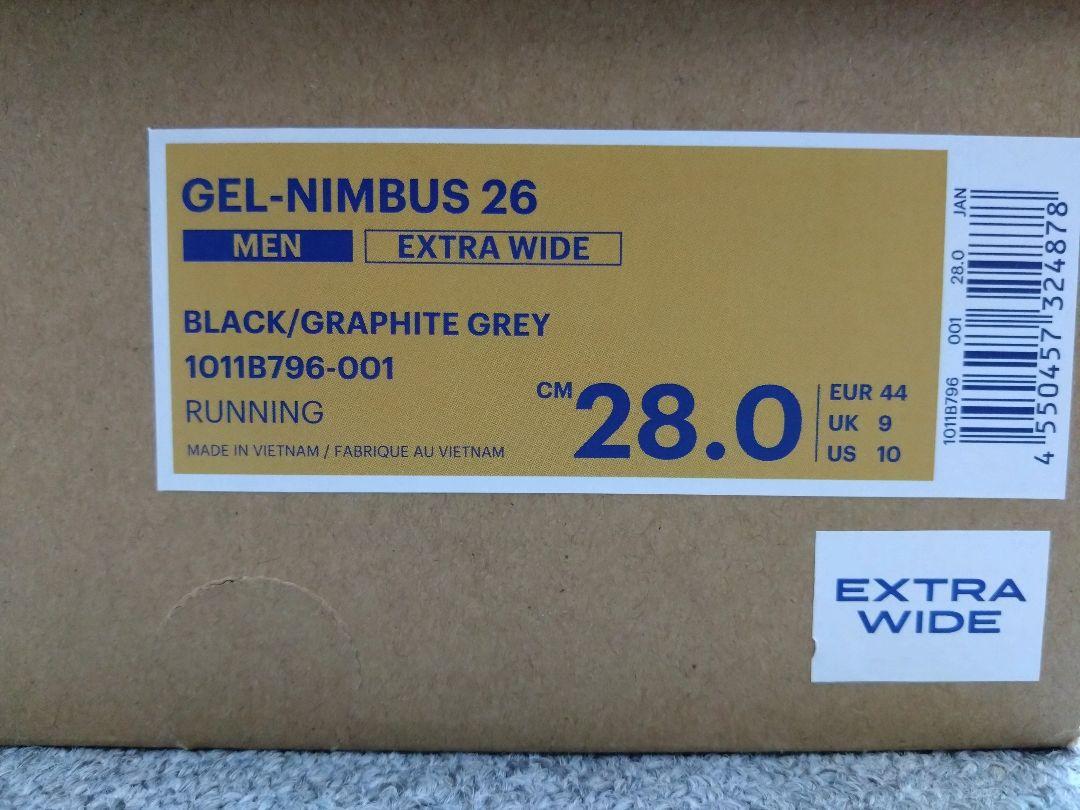 GEL-NIMBUS 26
MEN EXTRA WIDE
BLACK/GRAPHITE GREY
1011B796-001
RUNNING
MADE IN VIETNAM / FABRIQUE AU VIETNAM
CM 28.0
EUR 44
UK 9
US 10
1011B796 001 28.0 JAN
4 550457 324878
EXTRA
WIDE